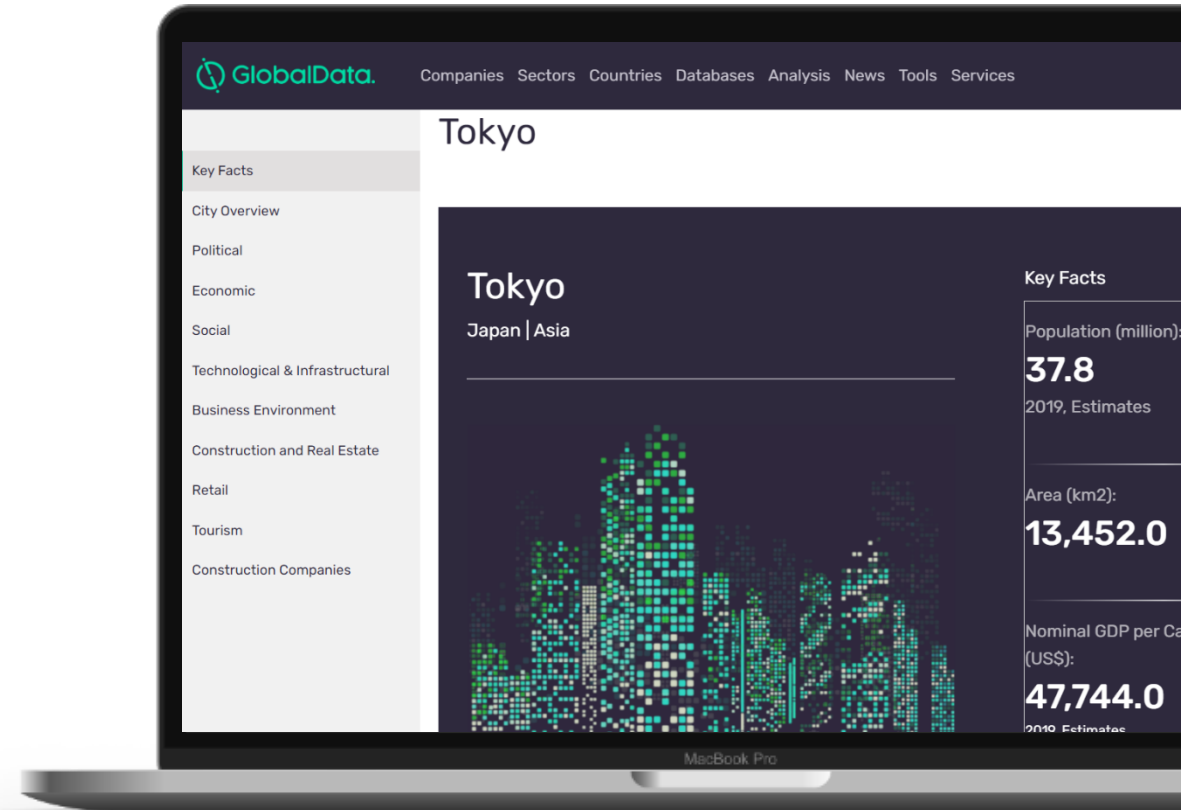 GlobalData.
Companies Sectors Countries Databases Analysis News Tools Services
Tokyo
Key Facts
City Overview
Political
Economic
Social
Technological & Infrastructural
Business Environment
Construction and Real Estate
Retail
Tourism
Construction Companies
Tokyo
Japan | Asia
Key Facts
Population (million):
37.8
2019, Estimates
Area (km2):
13,452.0
Nominal GDP per Ca
(US$):
47,744.0
2019, Estimates
MacBook Pro